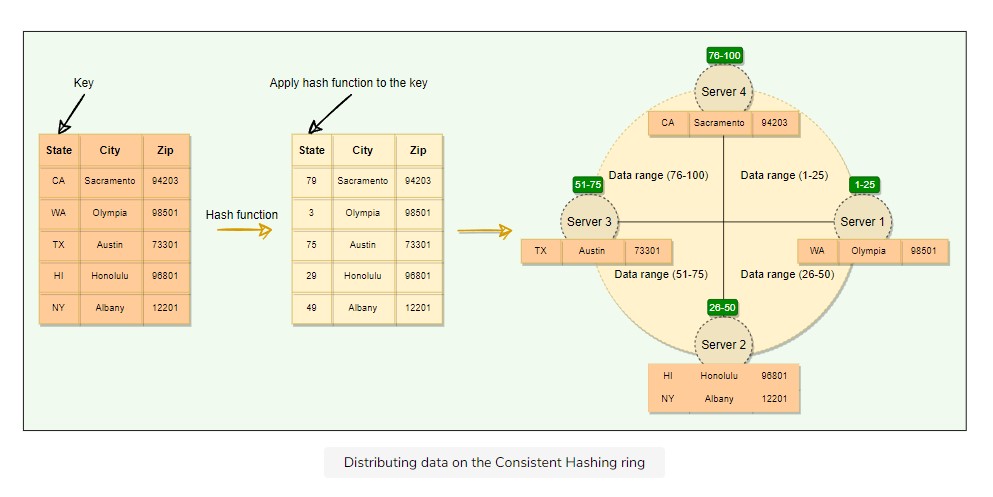 Key
State City Zip
CA Sacramento 94203
WA Olympia 98501
TX Austin 73301
HI Honolulu 96801
NY Albany 12201
Hash function
Apply hash function to the key
State City Zip
79 Sacramento 94203
3 Olympia 98501
75 Austin 73301
29 Honolulu 96801
49 Albany 12201
76-100
Server 4
CA Sacramento 94203
Data range (76-100)
Data range (1-25)
51-75
Server 3
TX Austin 73301
1-25
Server 1
WA Olympia 98501
Data range (51-75)
Data range (26-50)
26-50
Server 2
HI Honolulu 96801
NY Albany 12201
Distributing data on the Consistent Hashing ring